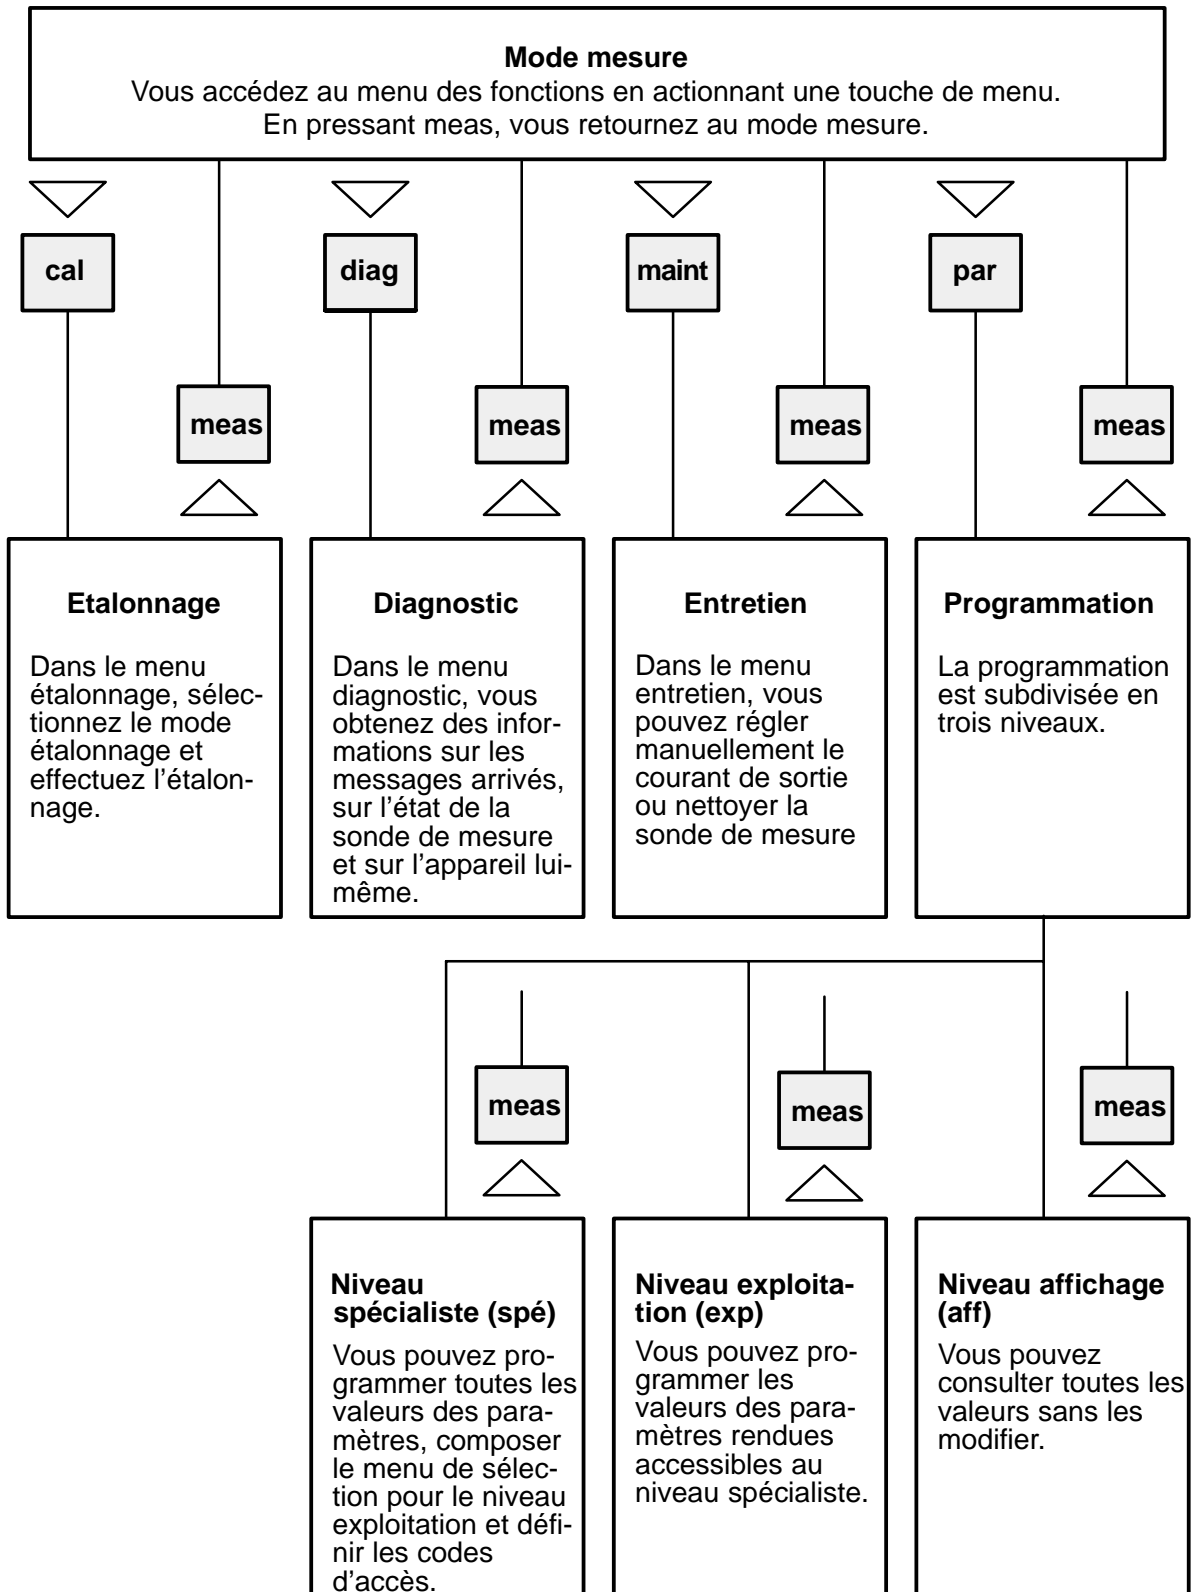 Mode mesure
Vous accédez au menu des fonctions en actionnant une touche de menu.
En pressant meas, vous retournez au mode mesure.
cal
diag
maint
par
meas
meas
meas
meas
Etalonnage
Dans le menu
étalonnage, sélec-
tionnez le mode
étalonnage et
effectuez l’étalon-
nage.
Diagnostic
Dans le menu
diagnostic, vous
obtenez des infor-
mations sur les
messages arrivés,
sur l’état de la
sonde de mesure
et sur l’appareil lui-
même.
Entretien
Dans le menu
entretien, vous
pouvez régler
manuellement le
courant de sortie
ou nettoyer la
sonde de mesure
Programmation
La programmation
est subdivisée en
trois niveaux.
meas
meas
meas
Niveau
spécialiste (spé)
Vous pouvez pro-
grammer toutes les
valeurs des para-
mètres, composer
le menu de sélec-
tion pour le niveau
exploitation et défi-
nir les codes
d’accès.
Niveau exploita-
tion (exp)
Vous pouvez pro-
grammer les
valeurs des para-
mètres rendues
accessibles au
niveau spécialiste.
Niveau affichage
(aff)
Vous pouvez
consulter toutes les
valeurs sans les
modifier.